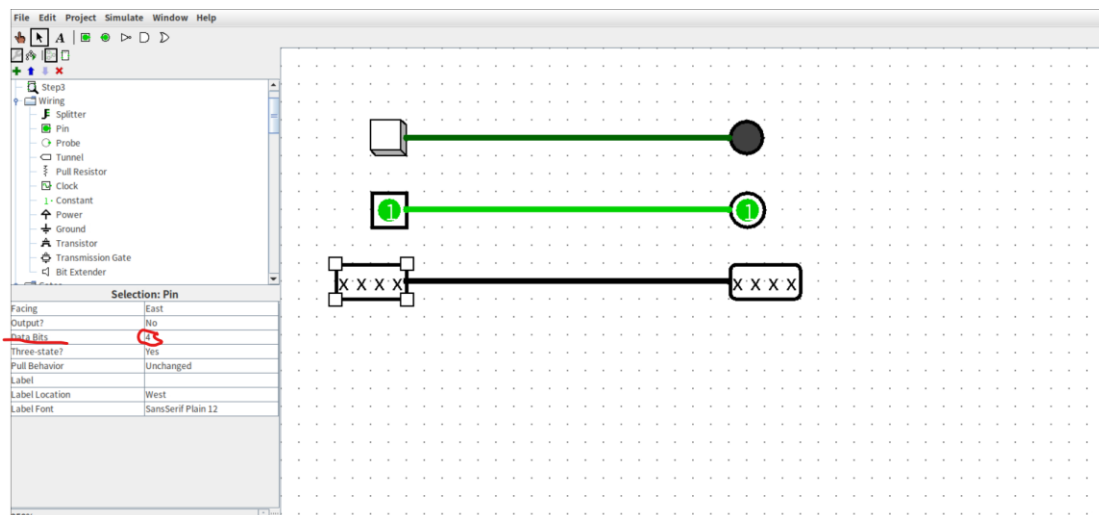 File Edit Project Simulate Window Help
A
Step3
Wiring
Splitter
Pin
Probe
Tunnel
Pull Resistor
Clock
1 Constant
Power
Ground
Transistor
Transmission Gate
Bit Extender
Selection: Pin
Facing East
Output? No
Data Bits 4
Three-state? Yes
Pull Behavior Unchanged
Label
Label Location West
Label Font SansSerif Plain 12
1 1
x x x x x x x x